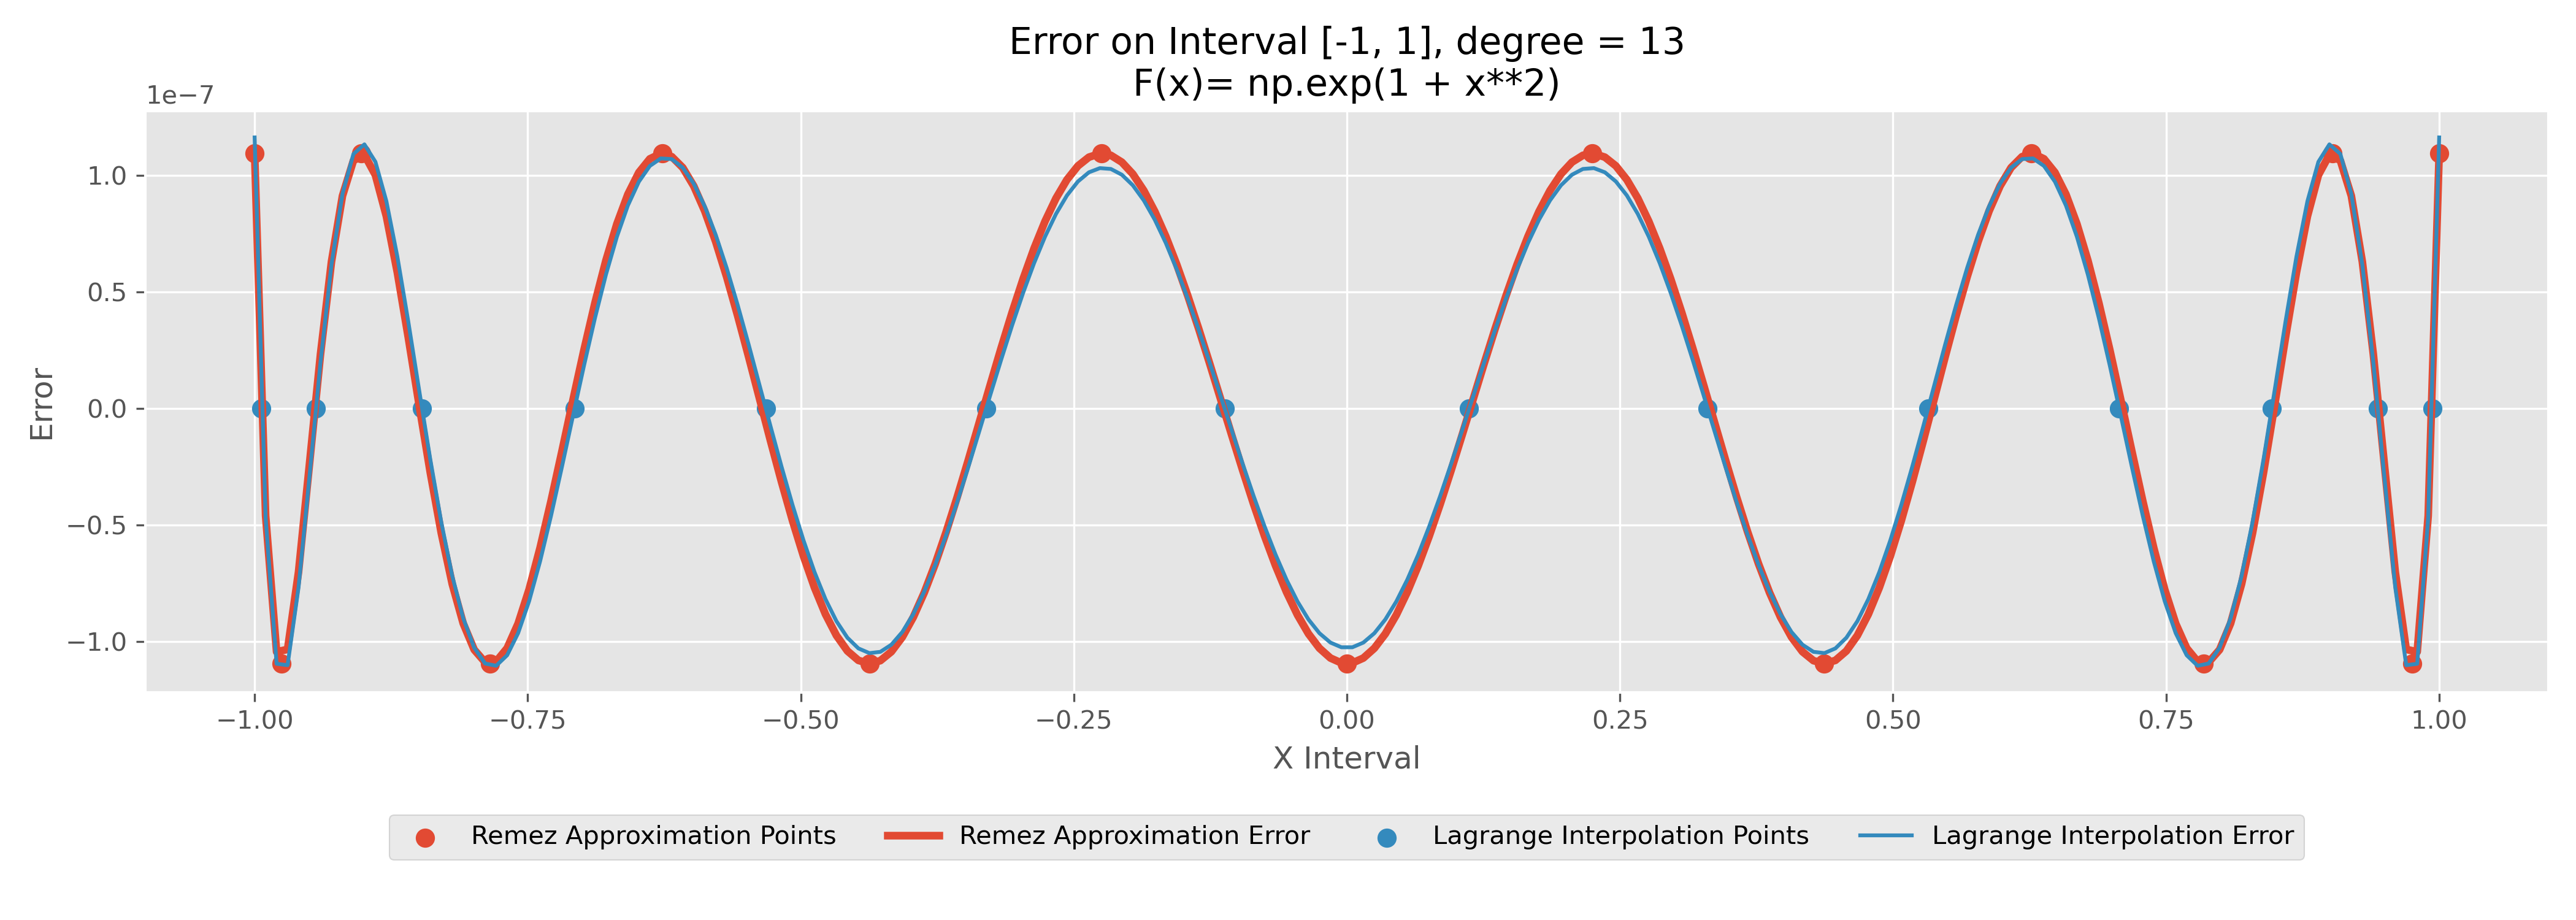 Error on Interval [-1, 1], degree = 13
F(x)= np.exp(1 + x**2)
1e−7
1.0
0.5
0.0
−0.5
−1.0
Error
−1.00 −0.75 −0.50 −0.25 0.00 0.25 0.50 0.75 1.00
X Interval
Remez Approximation Points Remez Approximation Error Lagrange Interpolation Points Lagrange Interpolation Error